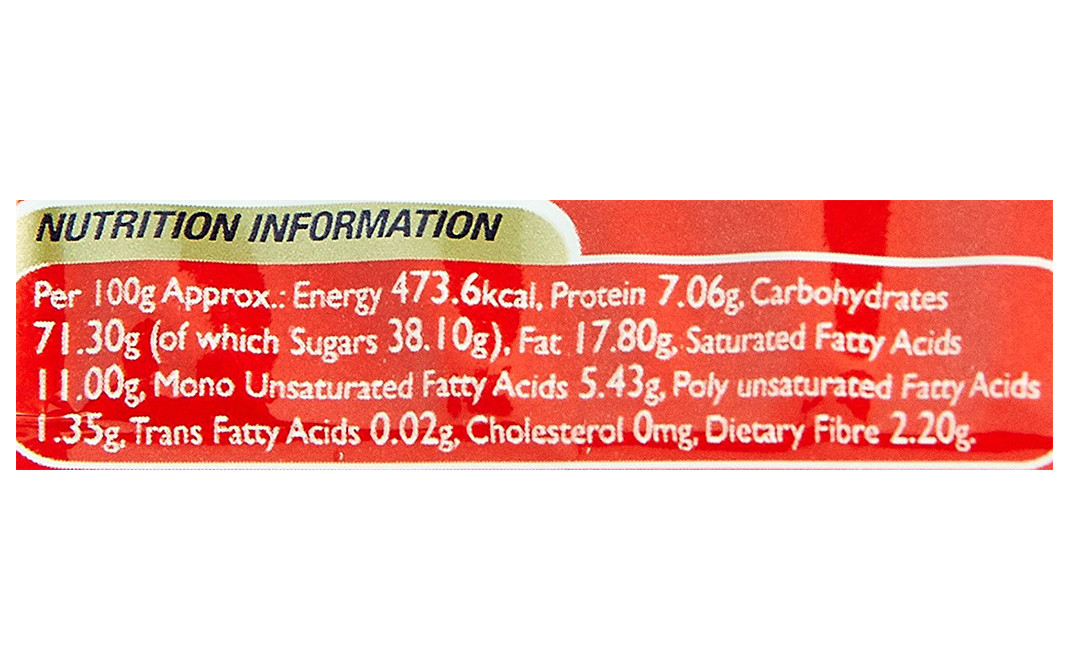 NUTRITION INFORMATION
Per 100g Approx.: Energy 473.6kcal, Protein 7.06g, Carbohydrates
71.30g (of which Sugars 38.10g), Fat 17.80g, Saturated Fatty Acids
11.00g, Mono Unsaturated Fatty Acids 5.43g, Poly unsaturated Fatty Acids
1.35g, Trans Fatty Acids 0.02g, Cholesterol 0mg, Dietary Fibre 2.20g.